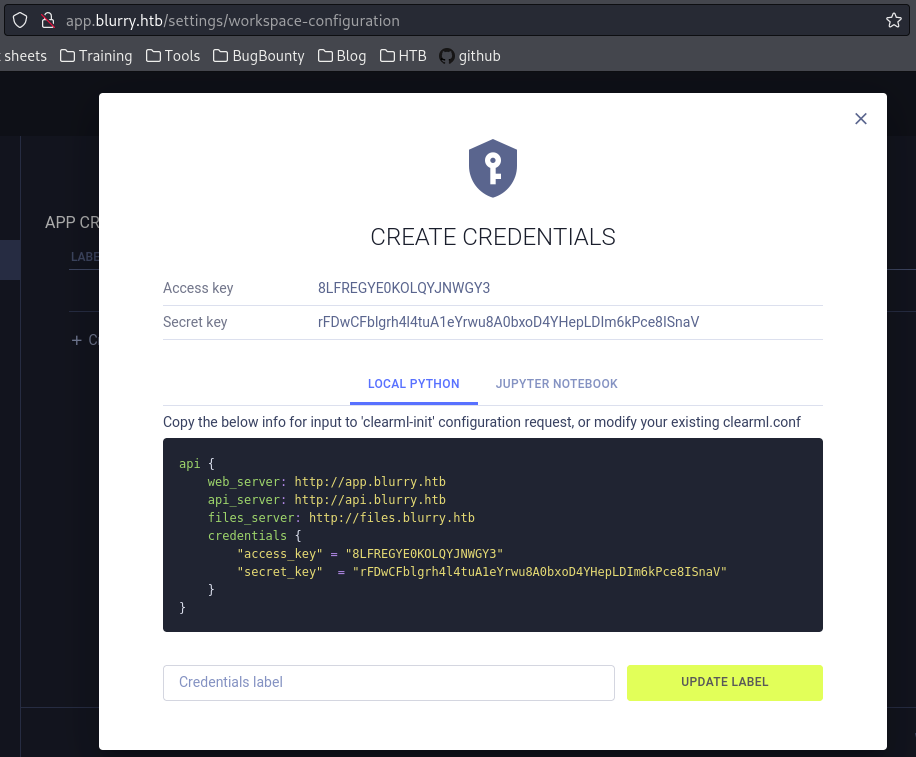 app.blurry.htb/settings/workspace-configuration
sheets Training Tools BugBounty Blog HTB github
CREATE CREDENTIALS
APP CR
LABE
+ C
Access key 8LFREGYE0KOLQYJNWGY3
Secret key rFDwCFblgrh4l4tuA1eYrwu8A0bxoD4YHepLDIm6kPce8ISnaV
LOCAL PYTHON JUPYTER NOTEBOOK
Copy the below info for input to 'clearml-init' configuration request, or modify your existing clearml.conf
api {
web_server: http://app.blurry.htb
api_server: http://api.blurry.htb
files_server: http://files.blurry.htb
credentials {
"access_key" = "8LFREGYE0KOLQYJNWGY3"
"secret_key" = "rFDwCFblgrh4l4tuA1eYrwu8A0bxoD4YHepLDIm6kPce8ISnaV"
}
}
Credentials label UPDATE LABEL